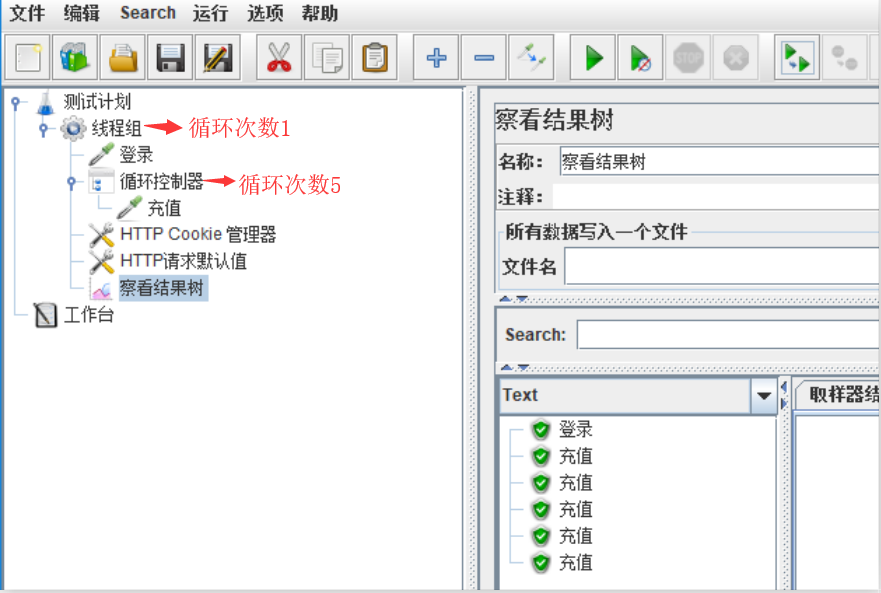 文件 编辑 Search 运行 选项 帮助
STOP
测试计划
线程组 循环次数1
登录
循环控制器 循环次数5
充值
HTTP Cookie 管理器
HTTP请求默认值
察看结果树
工作台
察看结果树
名称： 察看结果树
注释：
所有数据写入一个文件
文件名
Search:
Text
取样器结
登录
充值
充值
充值
充值
充值